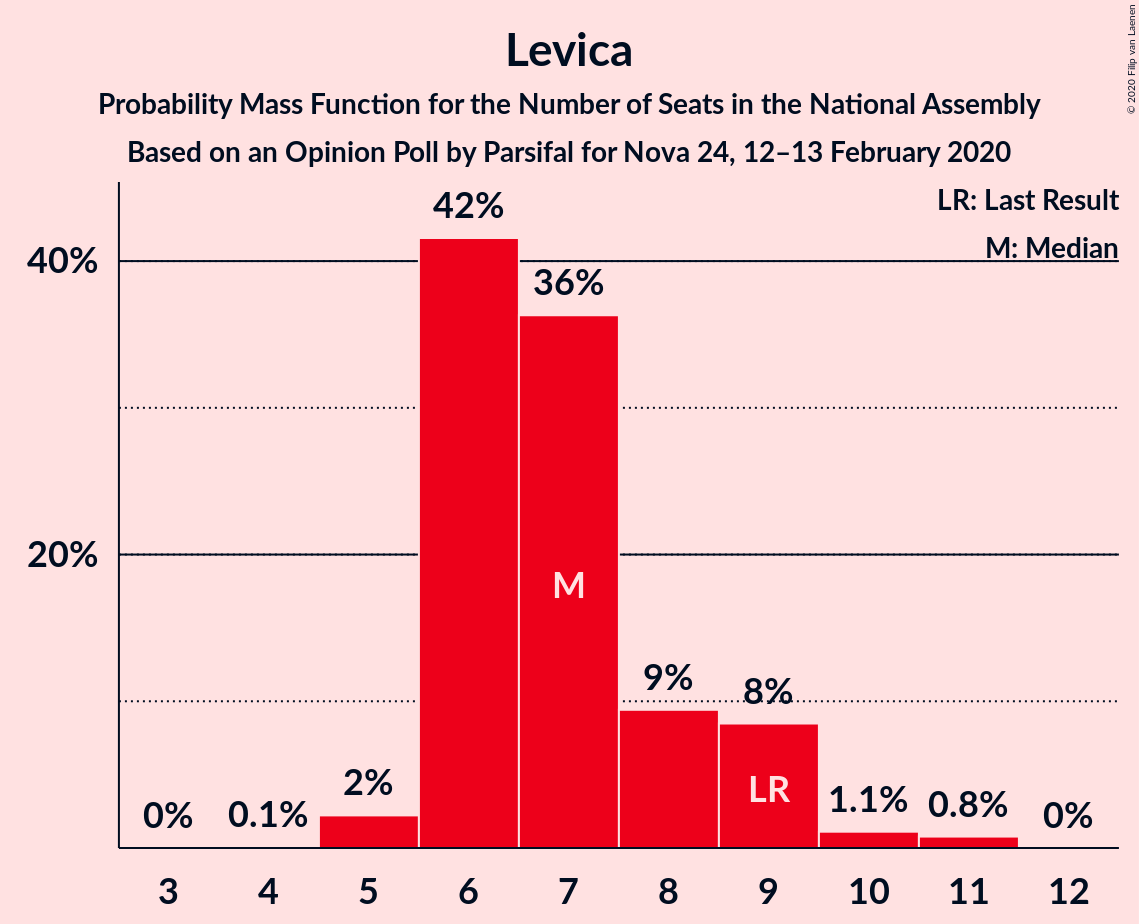 Levica
Probability Mass Function for the Number of Seats in the National Assembly
Based on an Opinion Poll by Parsifal for Nova 24, 12–13 February 2020
© 2020 Filip van Laenen
LR: Last Result
M: Median
40%
20%
0%
0.1%
2%
42%
36%
9%
8%
1.1%
0.8%
0%
M
LR
3 4 5 6 7 8 9 10 11 12